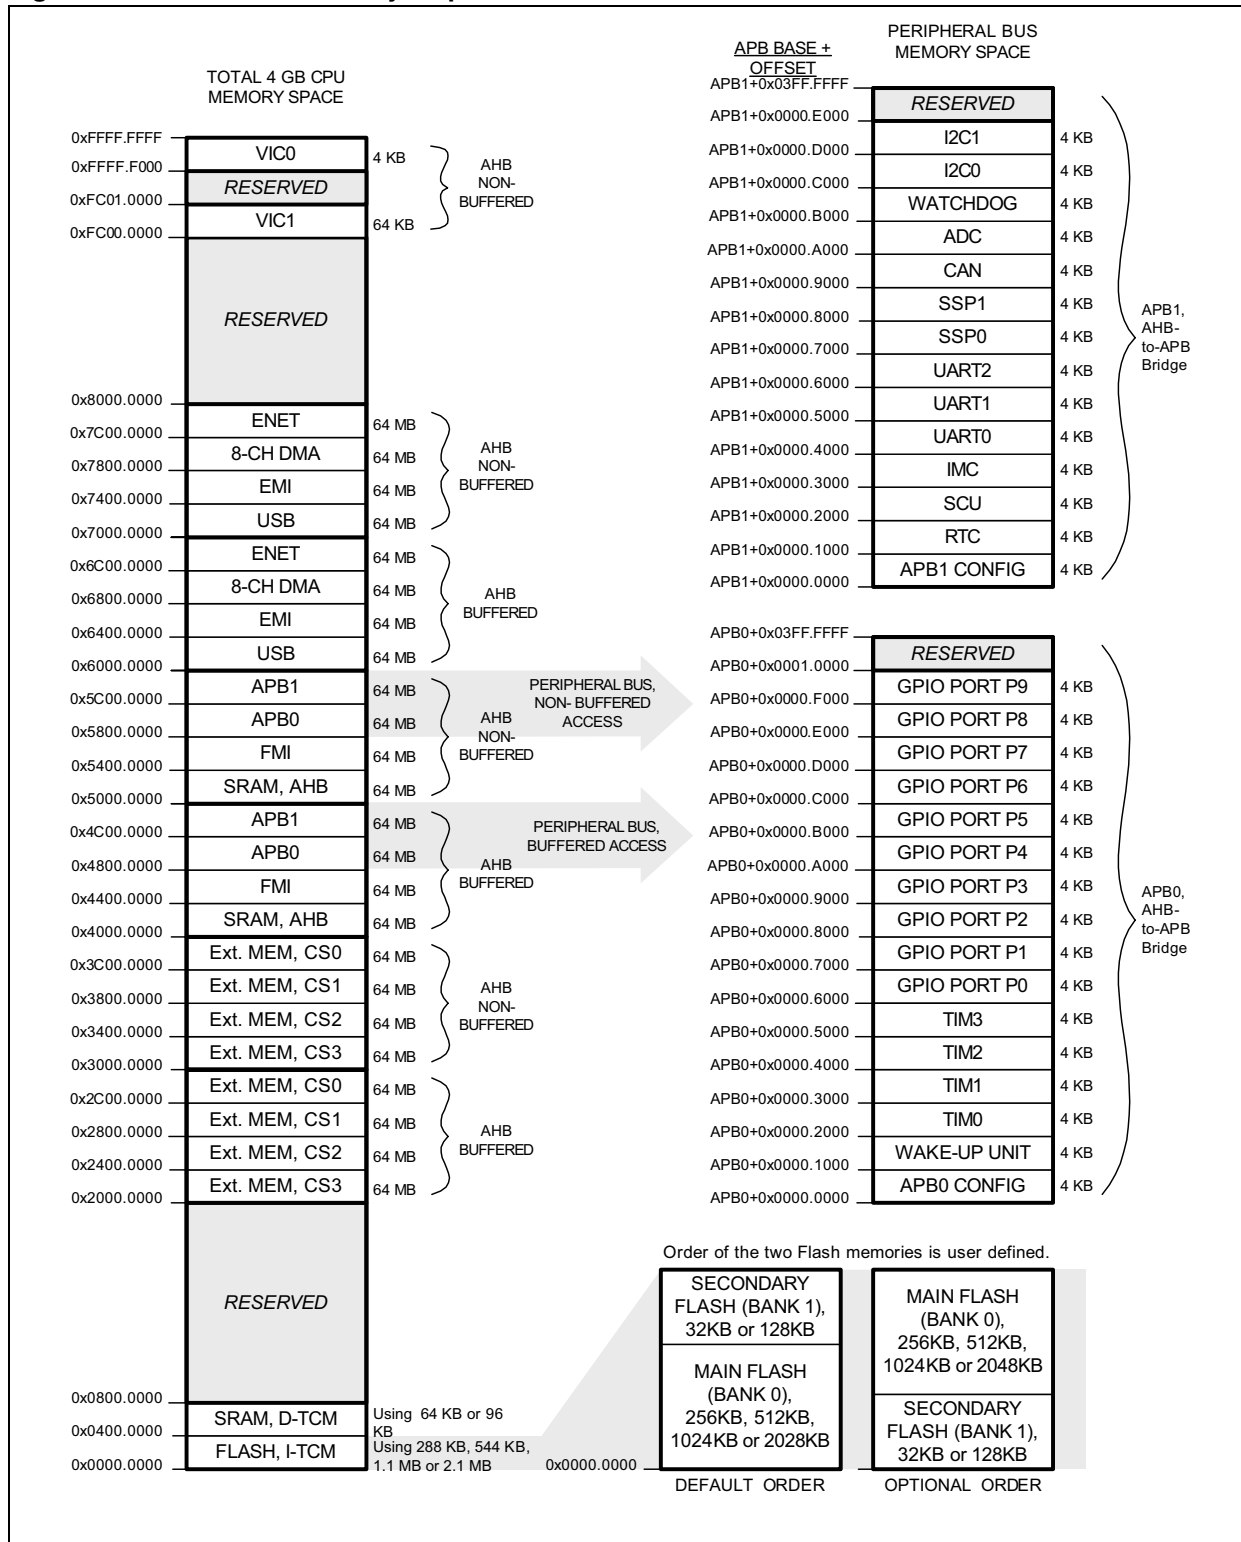 TOTAL 4 GB CPU
MEMORY SPACE
0xFFFF.FFFF
VIC0
4 KB
0xFFFF.F000
RESERVED
0xFC01.0000
VIC1
64 KB
0xFC00.0000
AHB
NON-
BUFFERED
RESERVED
0x8000.0000
ENET
64 MB
0x7C00.0000
8-CH DMA
64 MB
0x7800.0000
EMI
64 MB
0x7400.0000
USB
64 MB
0x7000.0000
AHB
NON-
BUFFERED
ENET
64 MB
0x6C00.0000
8-CH DMA
64 MB
0x6800.0000
EMI
64 MB
0x6400.0000
USB
64 MB
0x6000.0000
AHB
BUFFERED
APB1
64 MB
0x5C00.0000
APB0
64 MB
0x5800.0000
FMI
64 MB
0x5400.0000
SRAM, AHB
64 MB
0x5000.0000
AHB
NON-
BUFFERED
PERIPHERAL BUS,
NON- BUFFERED
ACCESS
APB1
64 MB
0x4C00.0000
APB0
64 MB
0x4800.0000
FMI
64 MB
0x4400.0000
SRAM, AHB
64 MB
0x4000.0000
AHB
BUFFERED
PERIPHERAL BUS,
BUFFERED ACCESS
Ext. MEM, CS0
64 MB
0x3C00.0000
Ext. MEM, CS1
64 MB
0x3800.0000
Ext. MEM, CS2
64 MB
0x3400.0000
Ext. MEM, CS3
64 MB
0x3000.0000
AHB
NON-
BUFFERED
Ext. MEM, CS0
64 MB
0x2C00.0000
Ext. MEM, CS1
64 MB
0x2800.0000
Ext. MEM, CS2
64 MB
0x2400.0000
Ext. MEM, CS3
64 MB
0x2000.0000
AHB
BUFFERED
RESERVED
0x0800.0000
SRAM, D-TCM
Using 64 KB or 96
KB
0x0400.0000
FLASH, I-TCM
Using 288 KB, 544 KB,
1.1 MB or 2.1 MB
0x0000.0000
APB BASE +
OFFSET
PERIPHERAL BUS
MEMORY SPACE
APB1+0x03FF.FFFF
RESERVED
APB1+0x0000.E000
I2C1
4 KB
APB1+0x0000.D000
I2C0
4 KB
APB1+0x0000.C000
WATCHDOG
4 KB
APB1+0x0000.B000
ADC
4 KB
APB1+0x0000.A000
CAN
4 KB
APB1+0x0000.9000
SSP1
4 KB
APB1+0x0000.8000
SSP0
4 KB
APB1+0x0000.7000
UART2
4 KB
APB1+0x0000.6000
UART1
4 KB
APB1+0x0000.5000
UART0
4 KB
APB1+0x0000.4000
IMC
4 KB
APB1+0x0000.3000
SCU
4 KB
APB1+0x0000.2000
RTC
4 KB
APB1+0x0000.1000
APB1 CONFIG
4 KB
APB1+0x0000.0000
APB1,
AHB-
to-APB
Bridge
APB0+0x03FF.FFFF
RESERVED
APB0+0x0001.0000
GPIO PORT P9
4 KB
APB0+0x0000.F000
GPIO PORT P8
4 KB
APB0+0x0000.E000
GPIO PORT P7
4 KB
APB0+0x0000.D000
GPIO PORT P6
4 KB
APB0+0x0000.C000
GPIO PORT P5
4 KB
APB0+0x0000.B000
GPIO PORT P4
4 KB
APB0+0x0000.A000
GPIO PORT P3
4 KB
APB0+0x0000.9000
GPIO PORT P2
4 KB
APB0+0x0000.8000
GPIO PORT P1
4 KB
APB0+0x0000.7000
GPIO PORT P0
4 KB
APB0+0x0000.6000
TIM3
4 KB
APB0+0x0000.5000
TIM2
4 KB
APB0+0x0000.4000
TIM1
4 KB
APB0+0x0000.3000
TIM0
4 KB
APB0+0x0000.2000
WAKE-UP UNIT
4 KB
APB0+0x0000.1000
APB0 CONFIG
4 KB
APB0+0x0000.0000
APB0,
AHB-
to-APB
Bridge
Order of the two Flash memories is user defined.
SECONDARY
FLASH (BANK 1),
32KB or 128KB
MAIN FLASH
(BANK 0),
256KB, 512KB,
1024KB or 2028KB
0x0000.0000
DEFAULT ORDER
MAIN FLASH
(BANK 0),
256KB, 512KB,
1024KB or 2048KB
SECONDARY
FLASH (BANK 1),
32KB or 128KB
OPTIONAL ORDER